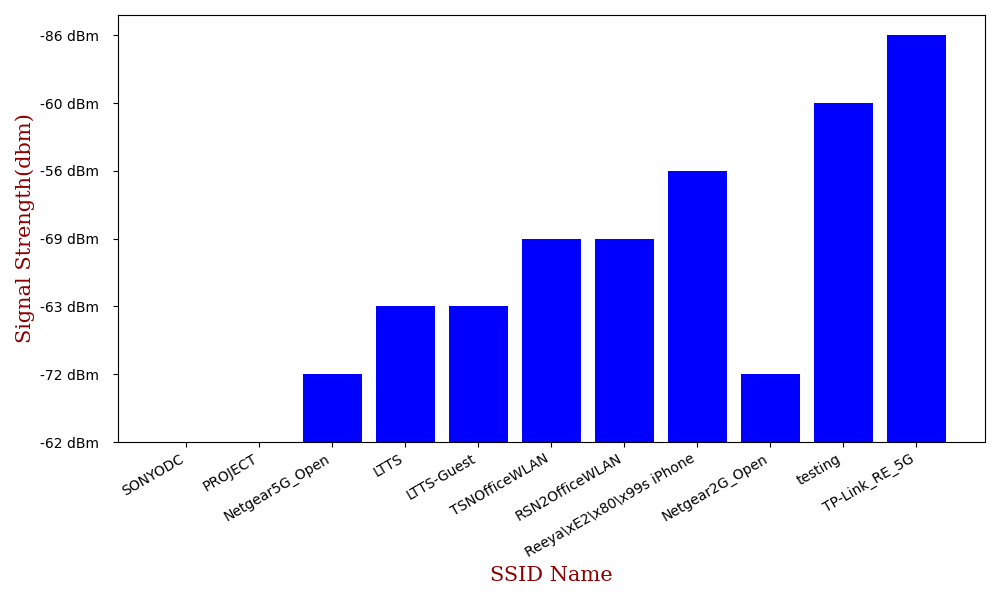 Signal Strength(dbm)
-86 dBm
-60 dBm
-56 dBm
-69 dBm
-63 dBm
-72 dBm
-62 dBm
SONYODC
PROJECT
Netgear5G_Open
LTTS
LTTS-Guest
TSNOfficeWLAN
RSN2OfficeWLAN
Reeya\xE2\x80\x99s iPhone
Netgear2G_Open
testing
TP-Link_RE_5G
SSID Name